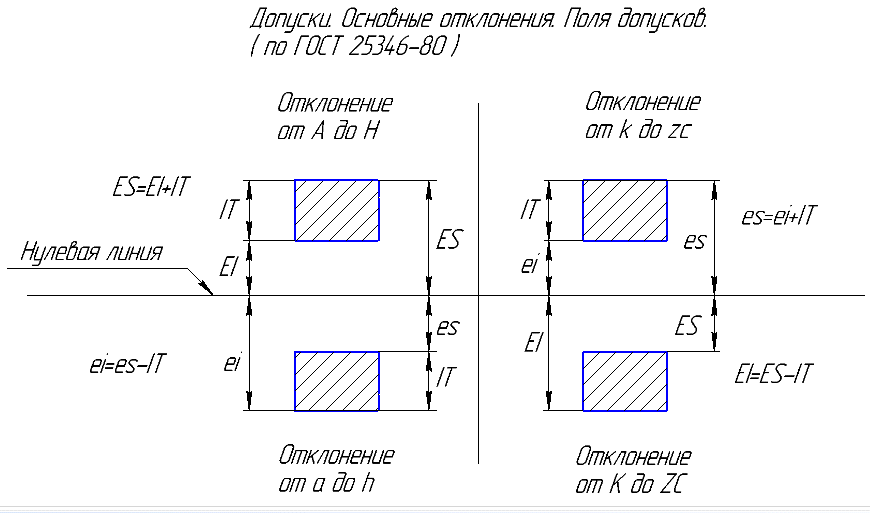 Допуски. Основные отклонения. Поля допусков.
( по ГОСТ 25346-80 )
Отклонение
от А до Н
Отклонение
от k до zc
ES=EI+IT
IT
EI
ES
IT
ei
es
es=ei+IT
Нулевая линия
ei=es-IT
ei
es
IT
EI
ES
EI=ES-IT
Отклонение
от a до h
Отклонение
от K до ZC